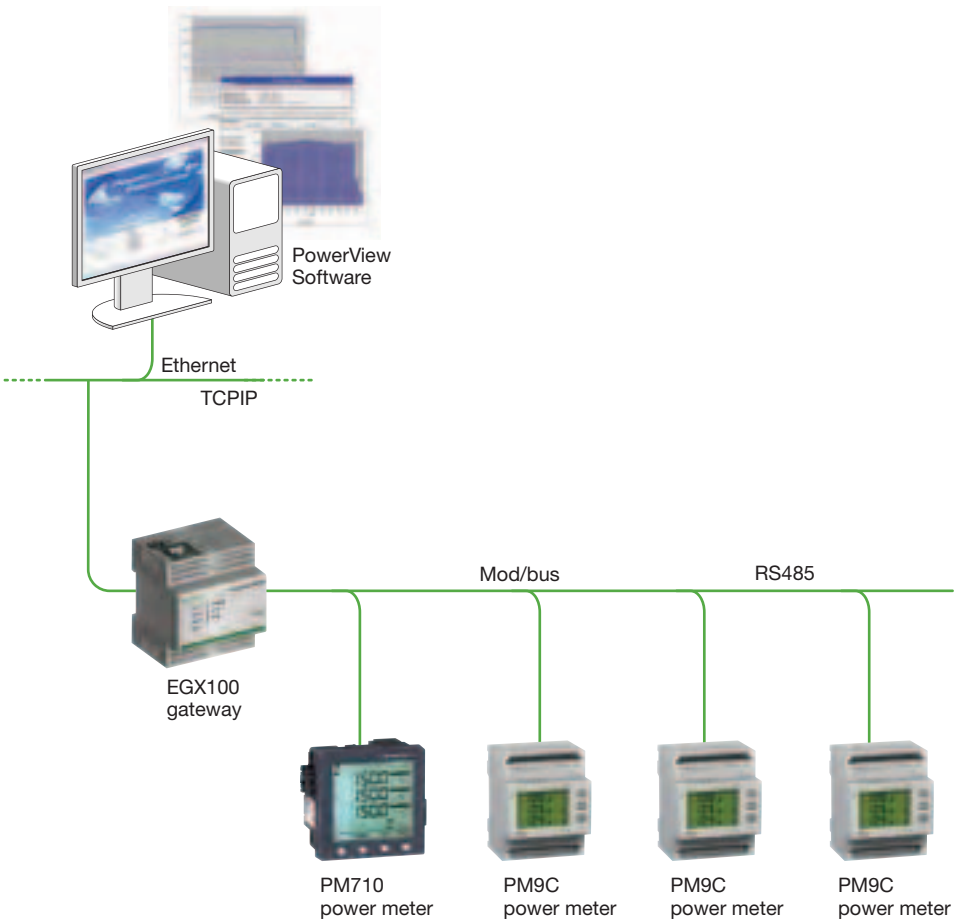 PowerView
Software
Ethernet
TCPIP
Mod/bus
RS485
EGX100
gateway
PM710
power meter
PM9C
power meter
PM9C
power meter
PM9C
power meter